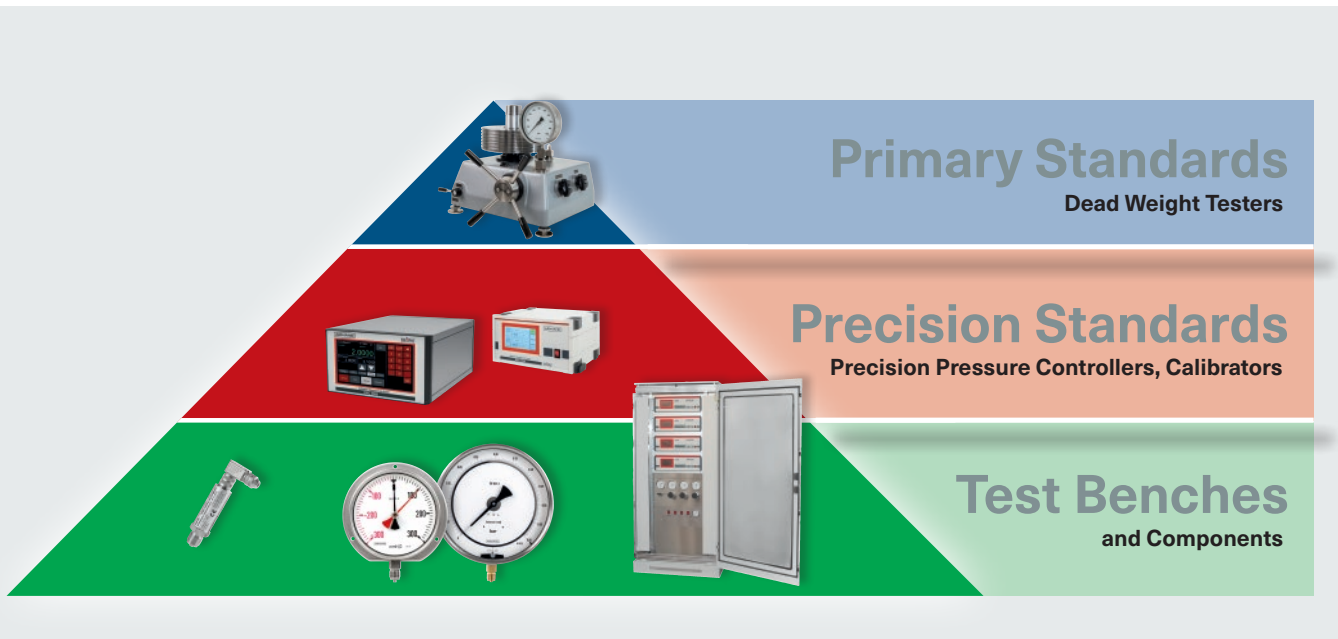 Primary Standards
Dead Weight Testers
Precision Standards
Precision Pressure Controllers, Calibrators
Test Benches
and Components